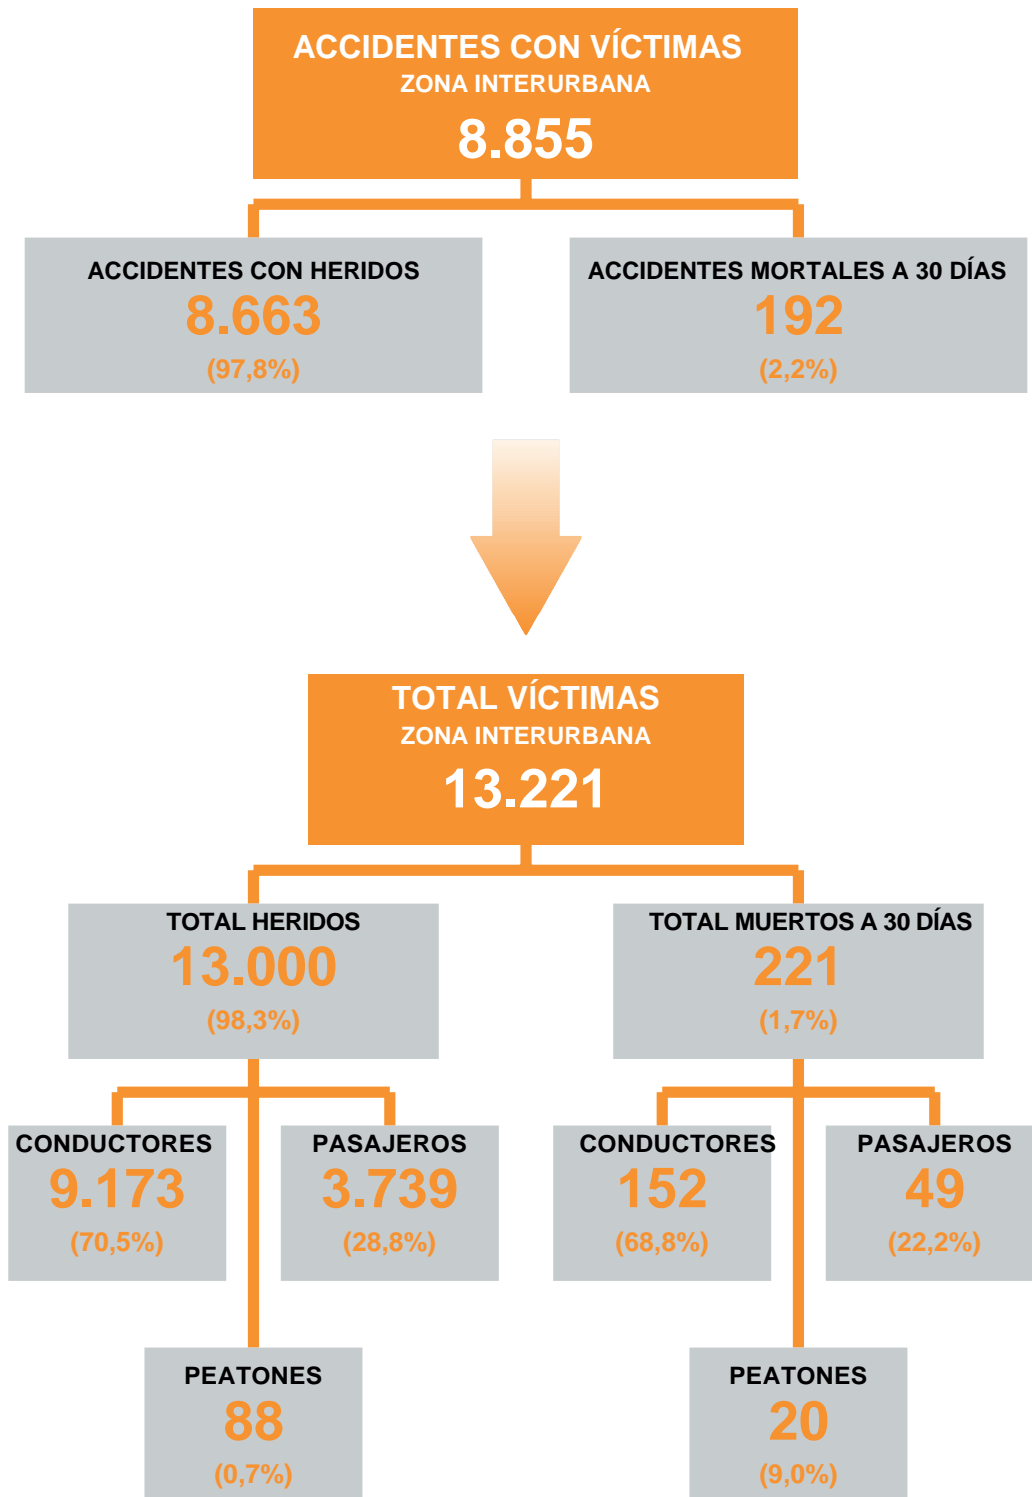 ACCIDENTES CON VÍCTIMAS
ZONA INTERURBANA
8.855
ACCIDENTES CON HERIDOS
8.663
(97,8%)
ACCIDENTES MORTALES A 30 DÍAS
192
(2,2%)
TOTAL VÍCTIMAS
ZONA INTERURBANA
13.221
TOTAL HERIDOS
13.000
(98,3%)
TOTAL MUERTOS A 30 DÍAS
221
(1,7%)
CONDUCTORES
9.173
(70,5%)
PASAJEROS
3.739
(28,8%)
CONDUCTORES
152
(68,8%)
PASAJEROS
49
(22,2%)
PEATONES
88
(0,7%)
PEATONES
20
(9,0%)